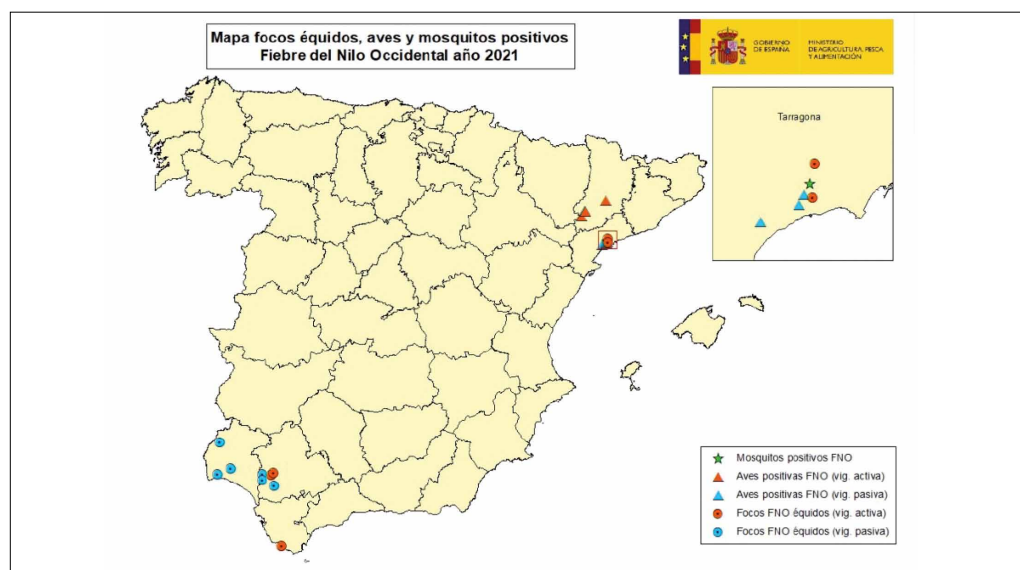 Mapa focos équidos, aves y mosquitos positivos
Fiebre del Nilo Occidental año 2021
GOBIERNO
DE ESPAÑA
MINISTERIO
DE AGRICULTURA, PESCA
Y ALIMENTACIÓN
Tarragona
Mosquitos positivos FNO
Aves positivas FNO (vig. activa)
Aves positivas FNO (vig. pasiva)
Focos FNO équidos (vig. activa)
Focos FNO équidos (vig. pasiva)